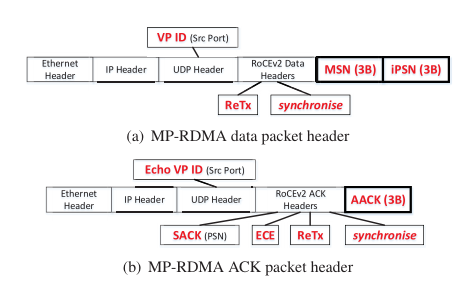 VP ID (Src Port)
Ethernet Header
IP Header
UDP Header
RoCEv2 Data Headers
MSN (3B)
iPSN (3B)
ReTx
synchronise
(a) MP-RDMA data packet header
Echo VP ID (Src Port)
Ethernet Header
IP Header
UDP Header
RoCEv2 ACK Headers
AACK (3B)
SACK (PSN)
ECE
ReTx
synchronise
(b) MP-RDMA ACK packet header